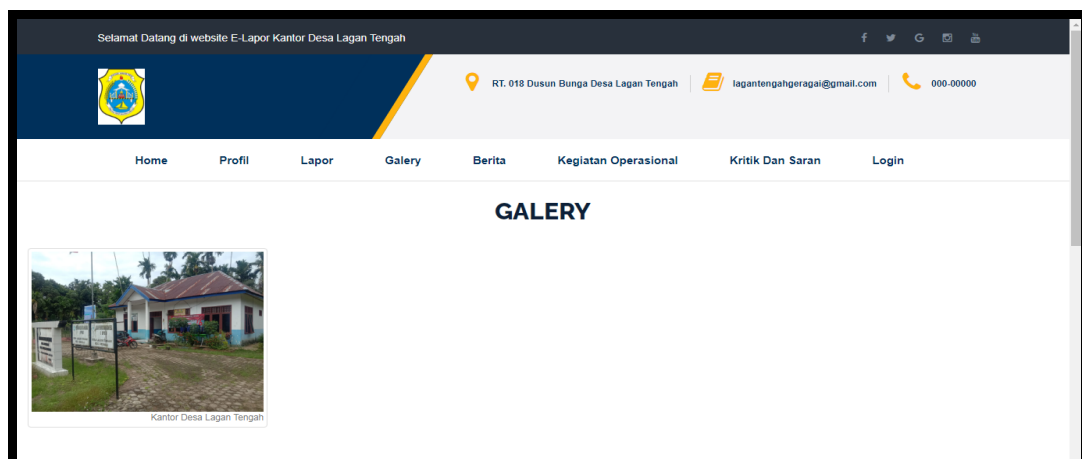 Selamat Datang di website E-Lapor Kantor Desa Lagan Tengah
RT. 018 Dusun Bunga Desa Lagan Tengah lagantengahgeragai@gmail.com 000-00000
Home Profil Lapor Galery Berita Kegiatan Operasional Kritik Dan Saran Login
GALERY
Kantor Desa Lagan Tengah